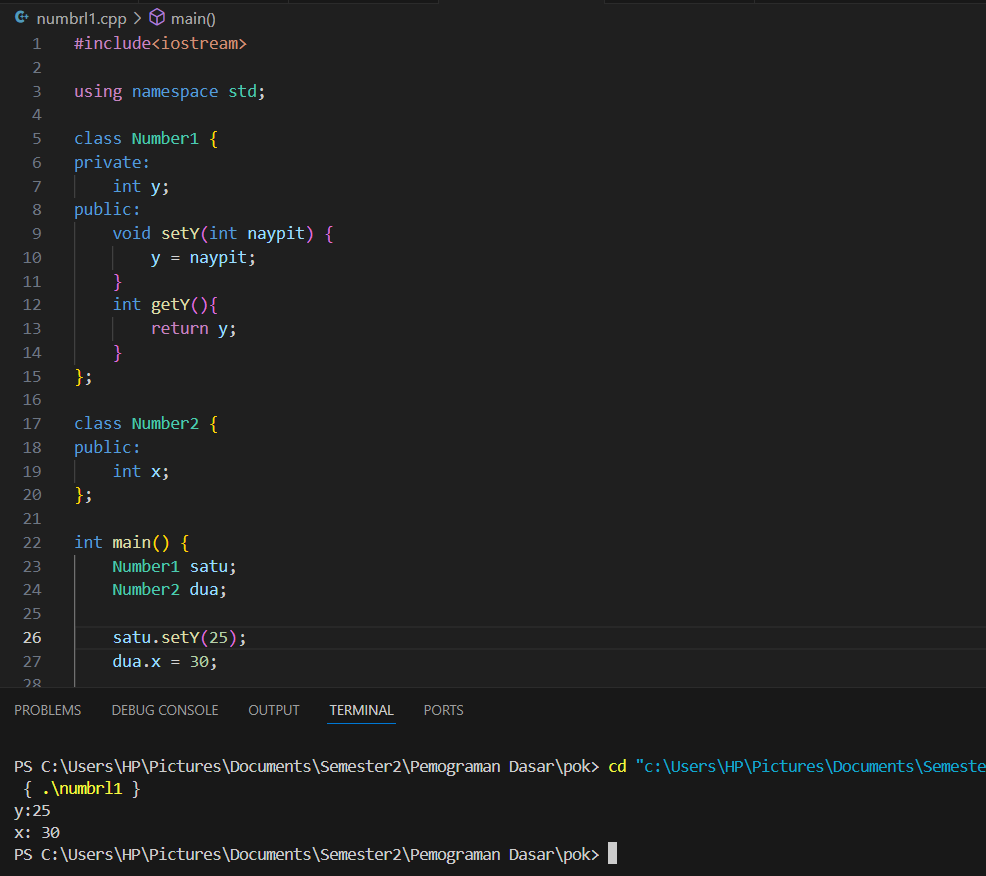 numbrl1.cpp > main()
1 #include<iostream>
2
3 using namespace std;
4
5 class Number1 {
6 private:
7 int y;
8 public:
9 void setY(int naypit) {
10 y = naypit;
11 }
12 int getY(){
13 return y;
14 }
15 };
16
17 class Number2 {
18 public:
19 int x;
20 };
21
22 int main() {
23 Number1 satu;
24 Number2 dua;
25
26 satu.setY(25);
27 dua.x = 30;
28
PROBLEMS DEBUG CONSOLE OUTPUT TERMINAL PORTS
PS C:\Users\HP\Pictures\Documents\Semester2\Pemograman Dasar\pok> cd "c:\Users\HP\Pictures\Documents\Semeste
{ .\numbrl1 }
y:25
x: 30
PS C:\Users\HP\Pictures\Documents\Semester2\Pemograman Dasar\pok>